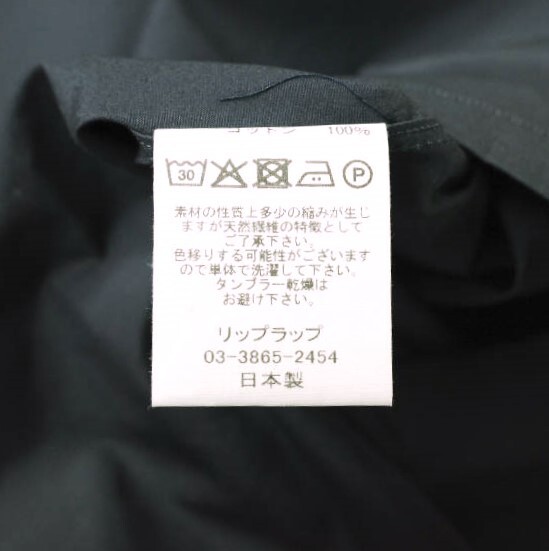 コットン 100%
30 P
素材の性質上多少の縮みが生じ
ますが天然繊維の特徴として
ご了承下さい。
色移りする可能性がございます
ので単体で洗濯して下さい。
タンブラー乾燥は
お避け下さい。
リップラップ
03-3865-2454
日本製